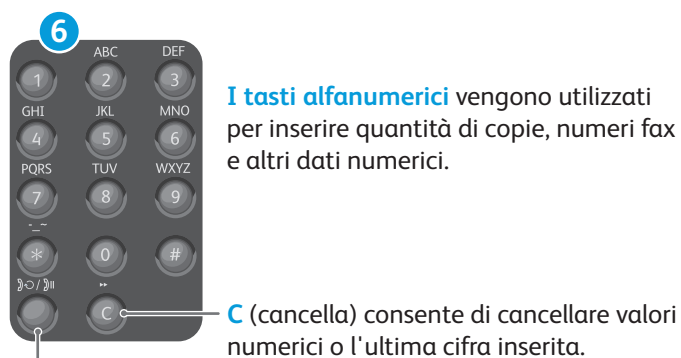 6
ABC DEF
1 2 3
GHI JKL MNO
4 5 6
PQRS TUV WXYZ
7 8 9
-_~
* 0 #
C
I tasti alfanumerici vengono utilizzati
per inserire quantità di copie, numeri fax
e altri dati numerici.
C (cancella) consente di cancellare valori
numerici o l'ultima cifra inserita.